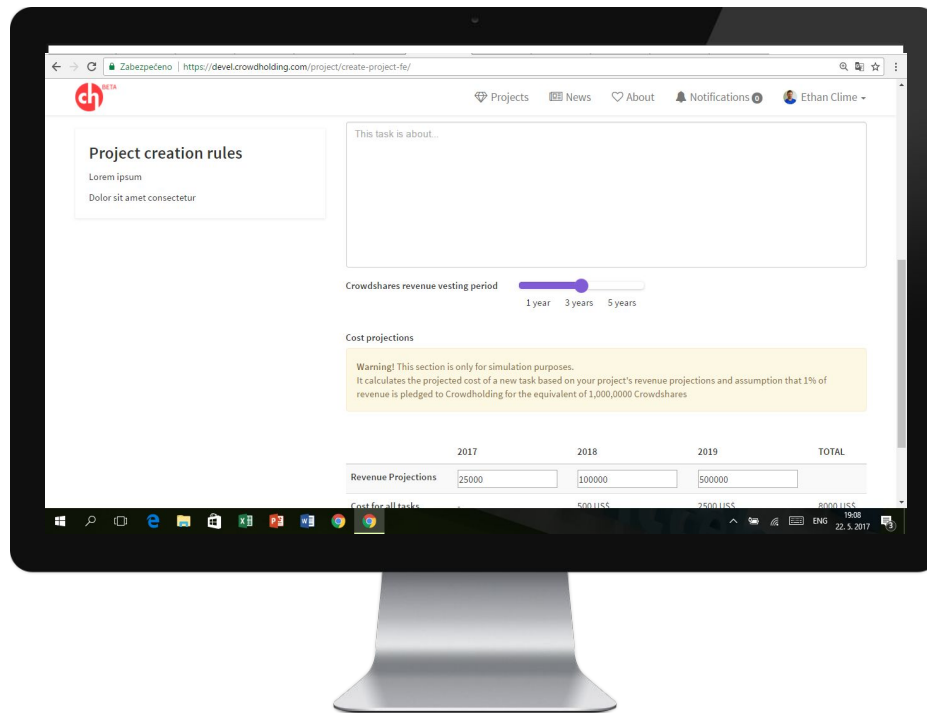 Zabezpečeno | https://devel.crowdholding.com/project/create-project-fe/
ch BETA
Projects News About Notifications 0 Ethan Clime
Project creation rules
Lorem ipsum
Dolor sit amet consectetur
This task is about...
Crowdshares revenue vesting period
1 year 3 years 5 years
Cost projections
Warning! This section is only for simulation purposes.
It calculates the projected cost of a new task based on your project's revenue projections and assumption that 1% of
revenue is pledged to Crowdholding for the equivalent of 1,000,0000 Crowdshares
2017 2018 2019 TOTAL
Revenue Projections 25000 100000 500000
Cost for all tasks - 500 US$ 2500 US$ 8000 US$
ENG
19:08
22. 5. 2017
3